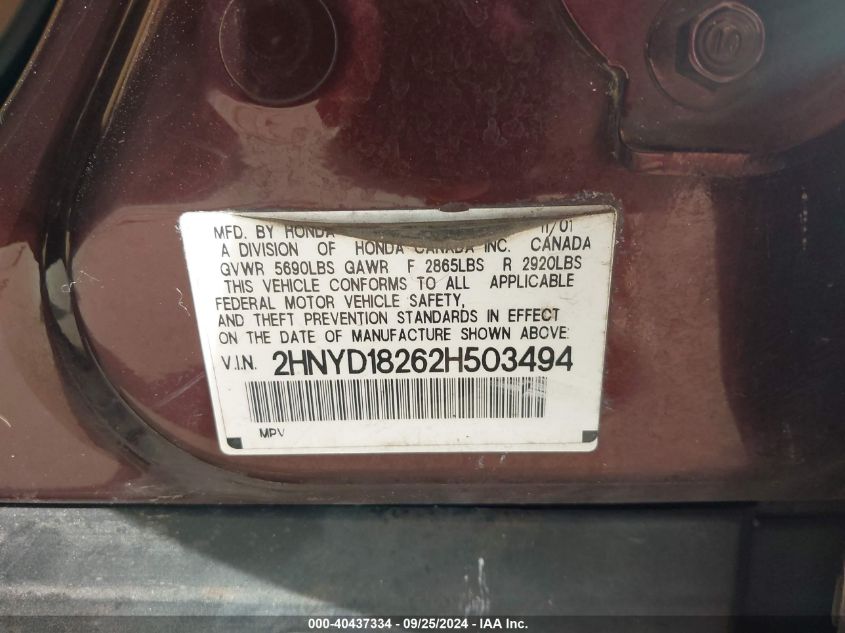 MFD. BY HONDA 11/01
A DIVISION OF HONDA CANADA INC. CANADA
GVWR 5690LBS GAWR F 2865LBS R 2920LBS
THIS VEHICLE CONFORMS TO ALL APPLICABLE
FEDERAL MOTOR VEHICLE SAFETY,
AND THEFT PREVENTION STANDARDS IN EFFECT
ON THE DATE OF MANUFACTURE SHOWN ABOVE.
V.I.N. 2HNYD18262H503494
MPV
000-40437334 - 09/25/2024 - IAA Inc.